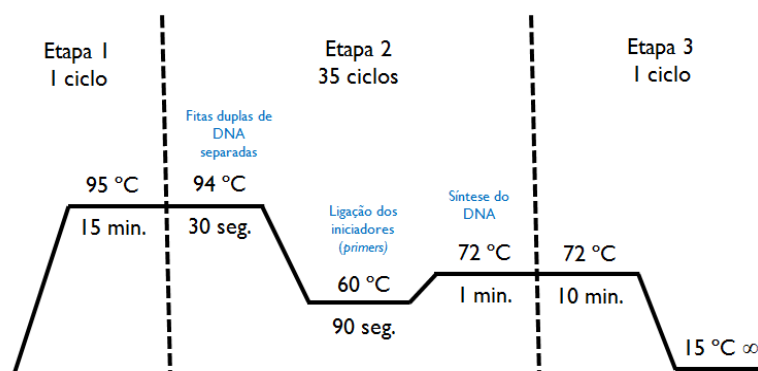 Etapa 1
1 ciclo
Etapa 2
35 ciclos
Etapa 3
1 ciclo
Fitas duplas de
DNA
separadas
95 ºC
15 min.
94 ºC
30 seg.
Ligação dos
iniciadores
(primers)
60 ºC
90 seg.
Síntese do
DNA
72 ºC
1 min.
72 ºC
10 min.
15 ºC ∞